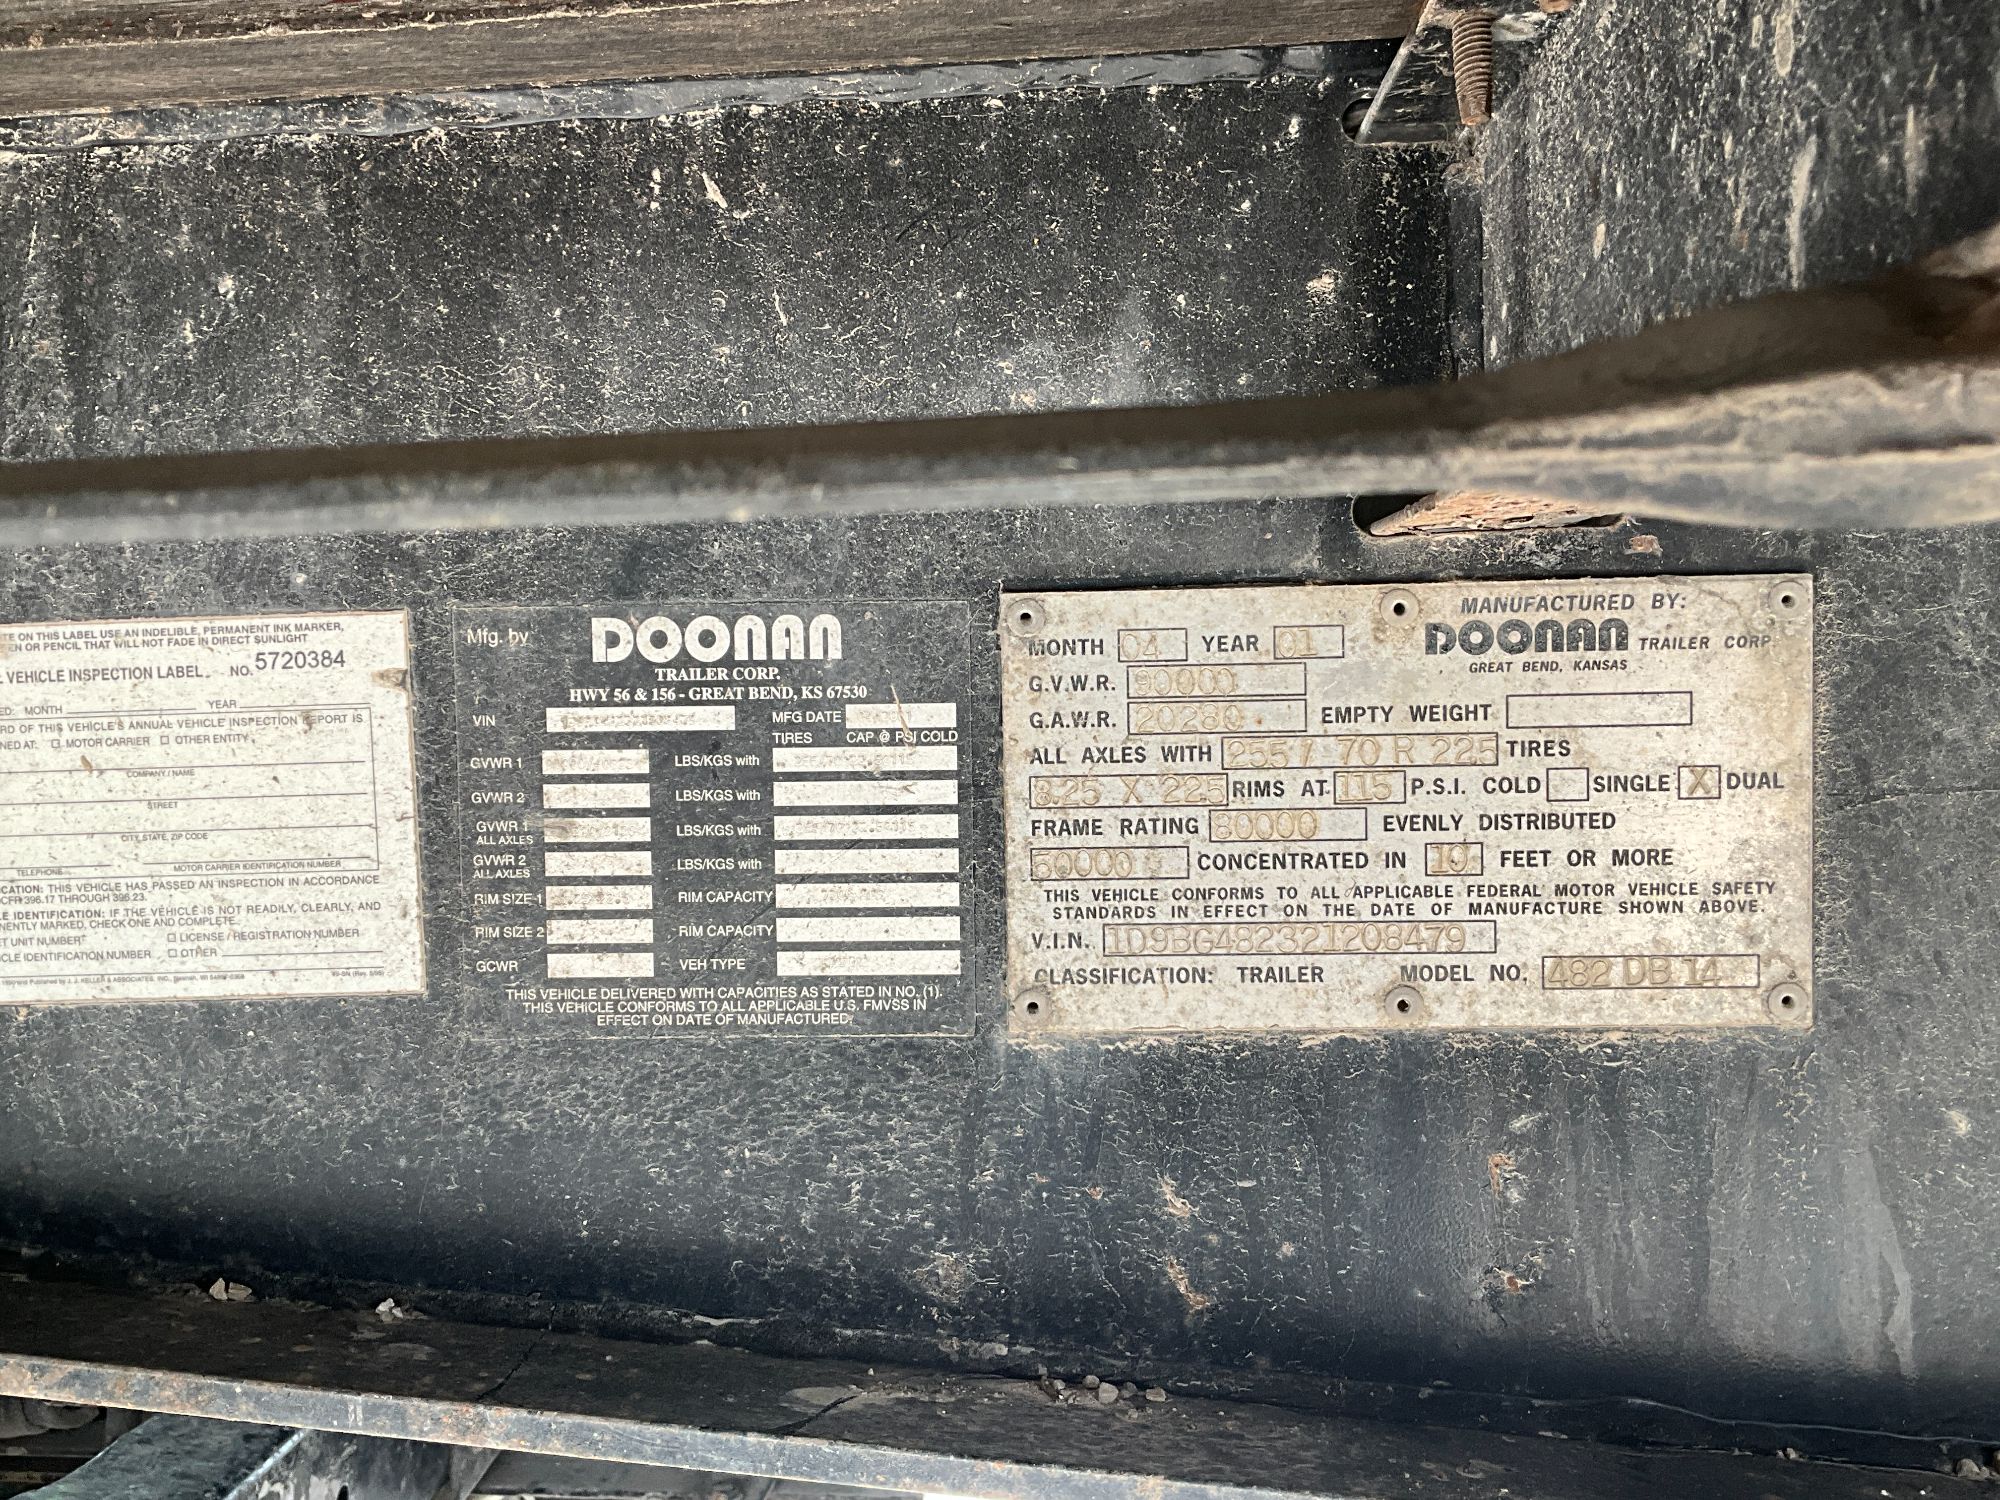 TE ON THIS LABEL USE AN INDELIBLE, PERMANENT INK MARKER,
EN OR PENCIL THAT WILL NOT FADE IN DIRECT SUNLIGHT
VEHICLE INSPECTION LABEL NO. 5720384
ED: MONTH YEAR
RD OF THIS VEHICLE'S ANNUAL VEHICLE INSPECTION REPORT IS
NED AT: ☐ MOTOR CARRIER ☐ OTHER ENTITY
COMPANY NAME
STREET
CITY, STATE, ZIP CODE
TELEPHONE MOTOR CARRIER IDENTIFICATION NUMBER
CATION: THIS VEHICLE HAS PASSED AN INSPECTION IN ACCORDANCE
CFR 396.17 THROUGH 396.23.
E IDENTIFICATION: IF THE VEHICLE IS NOT READILY, CLEARLY, AND
NENTLY MARKED, CHECK ONE AND COMPLETE
ET UNIT NUMBER ☐ LICENSE / REGISTRATION NUMBER
CLE IDENTIFICATION NUMBER ☐ OTHER
Mfg. by DOONAN
TRAILER CORP.
HWY 56 & 156 - GREAT BEND, KS 67530
VIN MFG DATE
TIRES CAP @ PSI COLD
GVWR 1 LBS/KGS with
GVWR 2 LBS/KGS with
GVWR 1 ALL AXLES LBS/KGS with
GVWR 2 ALL AXLES LBS/KGS with
RIM SIZE 1 RIM CAPACITY
RIM SIZE 2 RIM CAPACITY
GCWR VEH TYPE
THIS VEHICLE DELIVERED WITH CAPACITIES AS STATED IN NO. (1).
THIS VEHICLE CONFORMS TO ALL APPLICABLE U.S. FMVSS IN
EFFECT ON DATE OF MANUFACTURED.
MANUFACTURED BY:
DOONAN TRAILER CORP
GREAT BEND, KANSAS
MONTH 04 YEAR 01
G.V.W.R. 90000
G.A.W.R. 20280 EMPTY WEIGHT
ALL AXLES WITH 255 / 70 R 225 TIRES
8.25 X 22.5 RIMS AT 115 P.S.I. COLD SINGLE X DUAL
FRAME RATING 80000 EVENLY DISTRIBUTED
50000 CONCENTRATED IN 10 FEET OR MORE
THIS VEHICLE CONFORMS TO ALL APPLICABLE FEDERAL MOTOR VEHICLE SAFETY
STANDARDS IN EFFECT ON THE DATE OF MANUFACTURE SHOWN ABOVE.
V.I.N. 1D9BG482321208479
CLASSIFICATION: TRAILER MODEL NO. 482 DB 14